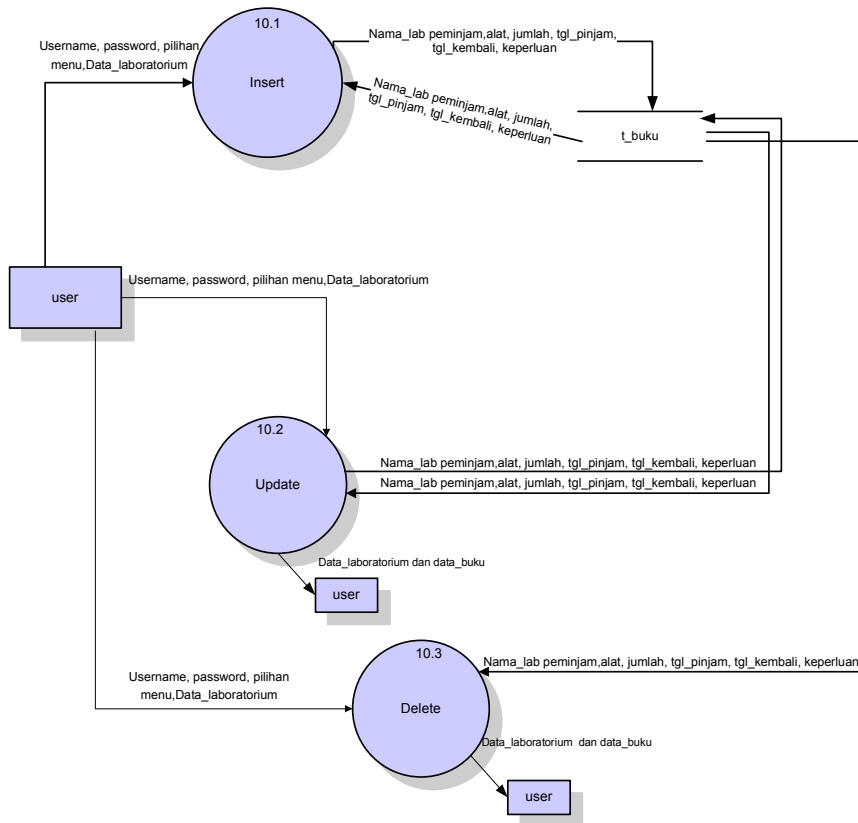 10.1
Insert
Username, password, pilihan
menu,Data_laboratorium
Nama_lab peminjam,alat, jumlah, tgl_pinjam,
tgl_kembali, keperluan
Nama_lab peminjam,alat, jumlah,
tgl_pinjam, tgl_kembali, keperluan
t_buku
user
Username, password, pilihan menu,Data_laboratorium
10.2
Update
Nama_lab peminjam,alat, jumlah, tgl_pinjam, tgl_kembali, keperluan
Nama_lab peminjam,alat, jumlah, tgl_pinjam, tgl_kembali, keperluan
Data_laboratorium dan data_buku
user
10.3
Delete
Username, password, pilihan
menu,Data_laboratorium
Nama_lab peminjam,alat, jumlah, tgl_pinjam, tgl_kembali, keperluan
Data_laboratorium dan data_buku
user